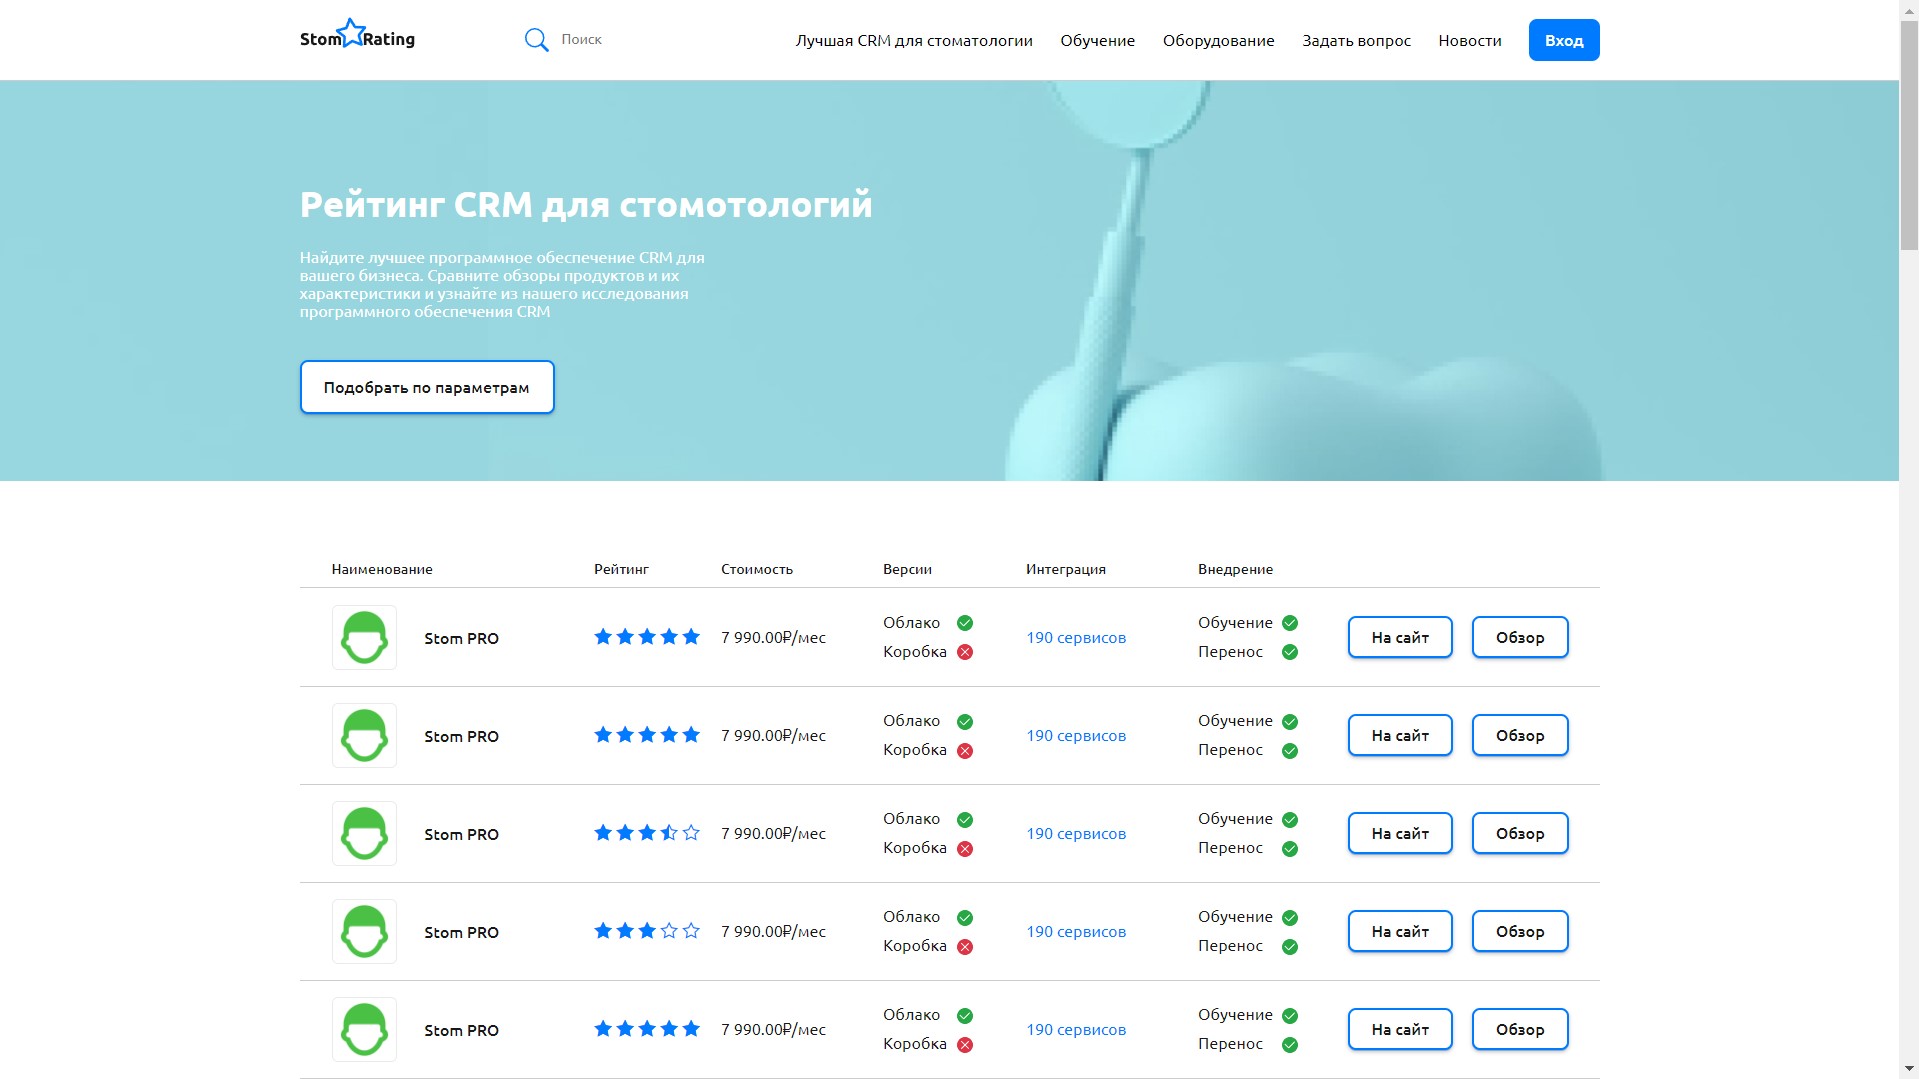 Stom Rating
Поиск
Лучшая CRM для стоматологии Обучение Оборудование Задать вопрос Новости Вход
Рейтинг CRM для стомотологий
Найдите лучшее программное обеспечение CRM для
вашего бизнеса. Сравните обзоры продуктов и их
характеристики и узнайте из нашего исследования
программного обеспечения CRM
Подобрать по параметрам
Наименование Рейтинг Стоимость Версии Интеграция Внедрение
Stom PRO 7 990.00₽/мес Облако Коробка 190 сервисов Обучение Перенос На сайт Обзор
Stom PRO 7 990.00₽/мес Облако Коробка 190 сервисов Обучение Перенос На сайт Обзор
Stom PRO 7 990.00₽/мес Облако Коробка 190 сервисов Обучение Перенос На сайт Обзор
Stom PRO 7 990.00₽/мес Облако Коробка 190 сервисов Обучение Перенос На сайт Обзор
Stom PRO 7 990.00₽/мес Облако Коробка 190 сервисов Обучение Перенос На сайт Обзор